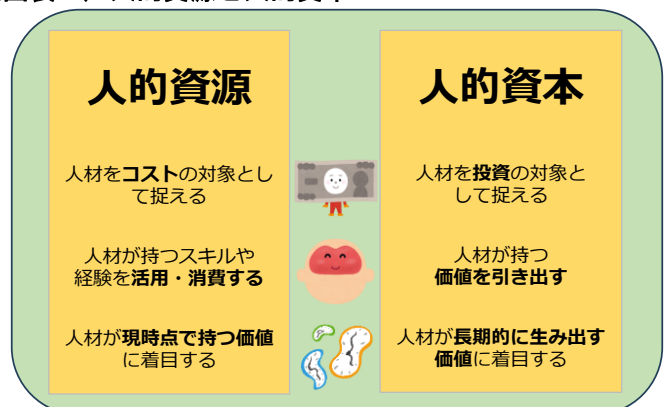 人的資源
人材をコストの対象とし
て捉える
人材が持つスキルや
経験を活用・消費する
人材が現時点で持つ価値
に着目する
人的資本
人材を投資の対象と
して捉える
人材が持つ
価値を引き出す
人材が長期的に生み出す
価値に着目する